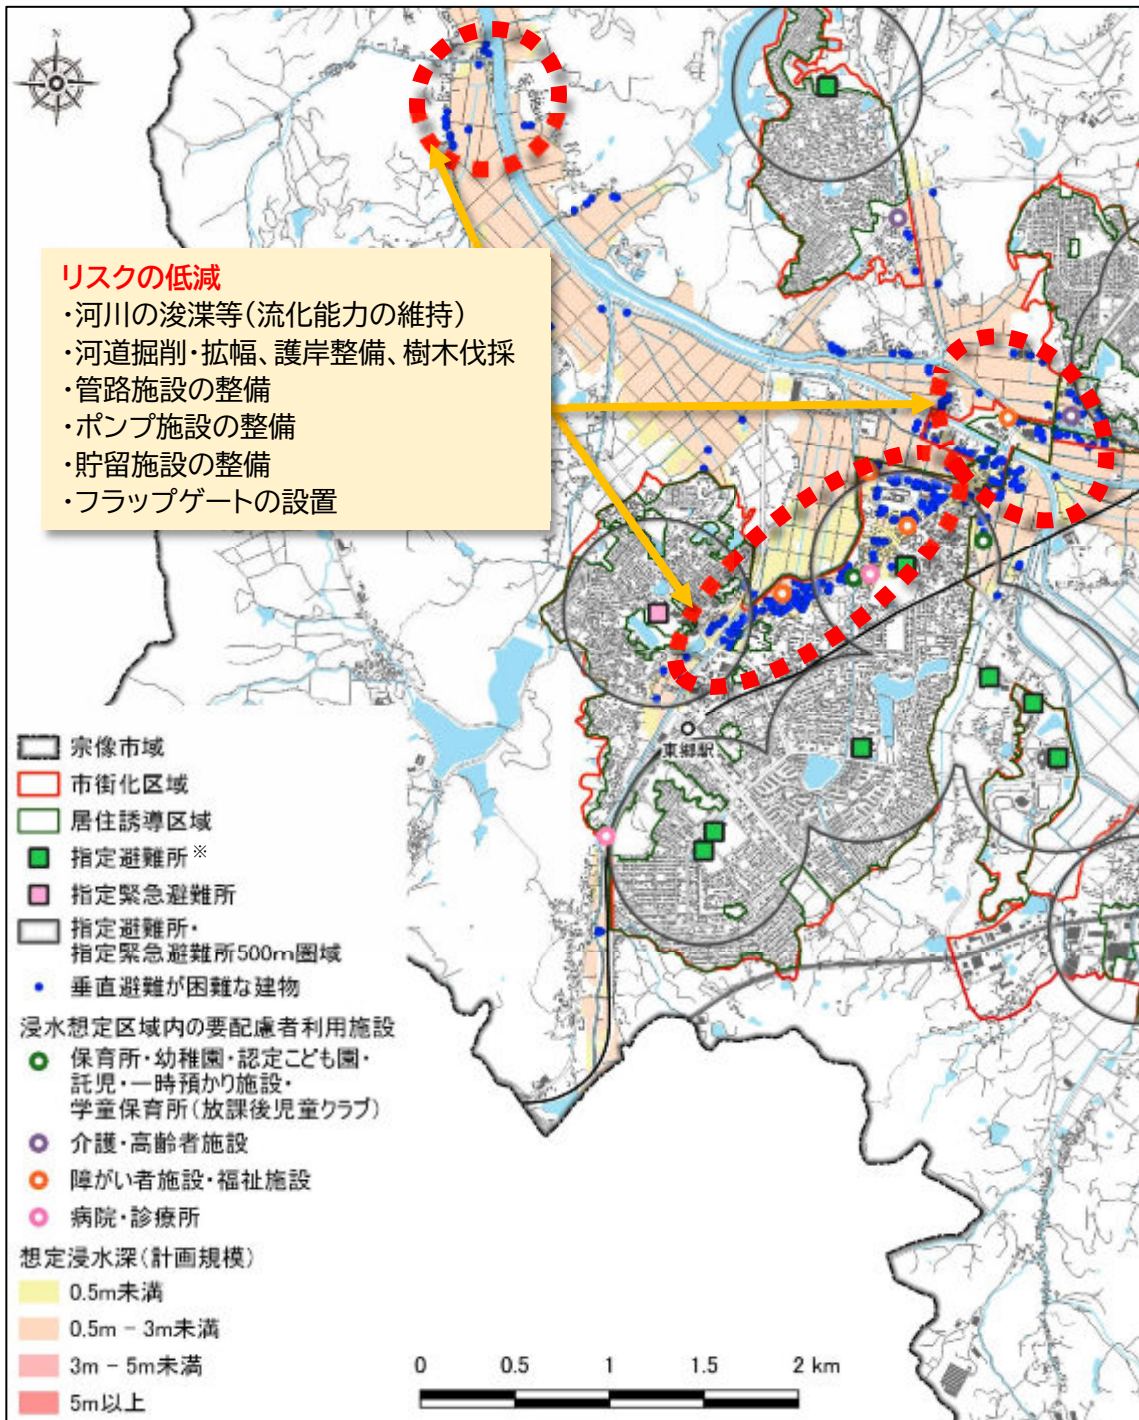 N
リスクの低減
・河川の浚渫等（流化能力の維持）
・河道掘削・拡幅、護岸整備、樹木伐採
・管路施設の整備
・ポンプ施設の整備
・貯留施設の整備
・フラップゲートの設置
東郷駅
宗像市域
市街化区域
居住誘導区域
指定避難所※
指定緊急避難所
指定避難所・
指定緊急避難所500m圏域
垂直避難が困難な建物
浸水想定区域内の要配慮者利用施設
保育所・幼稚園・認定こども園・
託児・一時預かり施設・
学童保育所（放課後児童クラブ）
介護・高齢者施設
障がい者施設・福祉施設
病院・診療所
想定浸水深（計画規模）
0.5m未満
0.5m － 3m未満
3m － 5m未満
5m以上
0 0.5 1 1.5 2 km